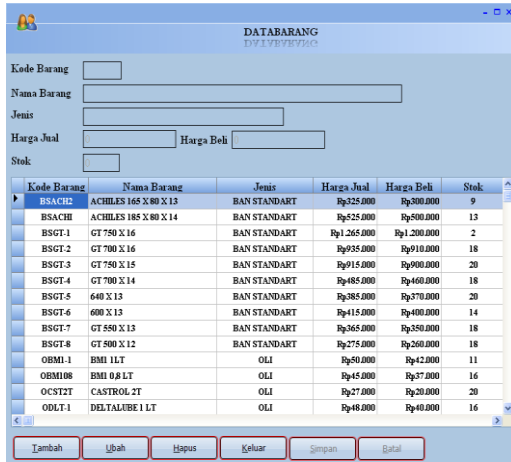 DATABARANG
Kode Barang
Nama Barang
Jenis
Harga Jual 0 Harga Beli 0
Stok 0
Kode Barang Nama Barang Jenis Harga Jual Harga Beli Stok
BSACH2 ACHILES 165 X 80 X 13 BAN STANDART Rp325.000 Rp300.000 9
BSACHI ACHILES 185 X 80 X 14 BAN STANDART Rp525.000 Rp500.000 13
BSGT-1 GT 750 X 16 BAN STANDART Rp1.265.000 Rp1.200.000 2
BSGT-2 GT 700 X 16 BAN STANDART Rp935.000 Rp910.000 18
BSGT-3 GT 750 X 15 BAN STANDART Rp915.000 Rp900.000 20
BSGT-4 GT 700 X 14 BAN STANDART Rp485.000 Rp460.000 18
BSGT-5 640 X 13 BAN STANDART Rp385.000 Rp370.000 20
BSGT-6 600 X 13 BAN STANDART Rp415.000 Rp400.000 14
BSGT-7 GT 550 X 13 BAN STANDART Rp365.000 Rp350.000 18
BSGT-8 GT 500 X 12 BAN STANDART Rp275.000 Rp260.000 18
OBM1-1 BM1 1LT OLI Rp50.000 Rp42.000 11
OBM108 BM1 0,8 LT OLI Rp45.000 Rp37.000 16
OCST2T CASTROL 2T OLI Rp27.000 Rp20.000 20
ODLT-1 DELTALUBE 1 LT OLI Rp48.000 Rp40.000 16
Tambah Ubah Hapus Keluar Simpan Batal